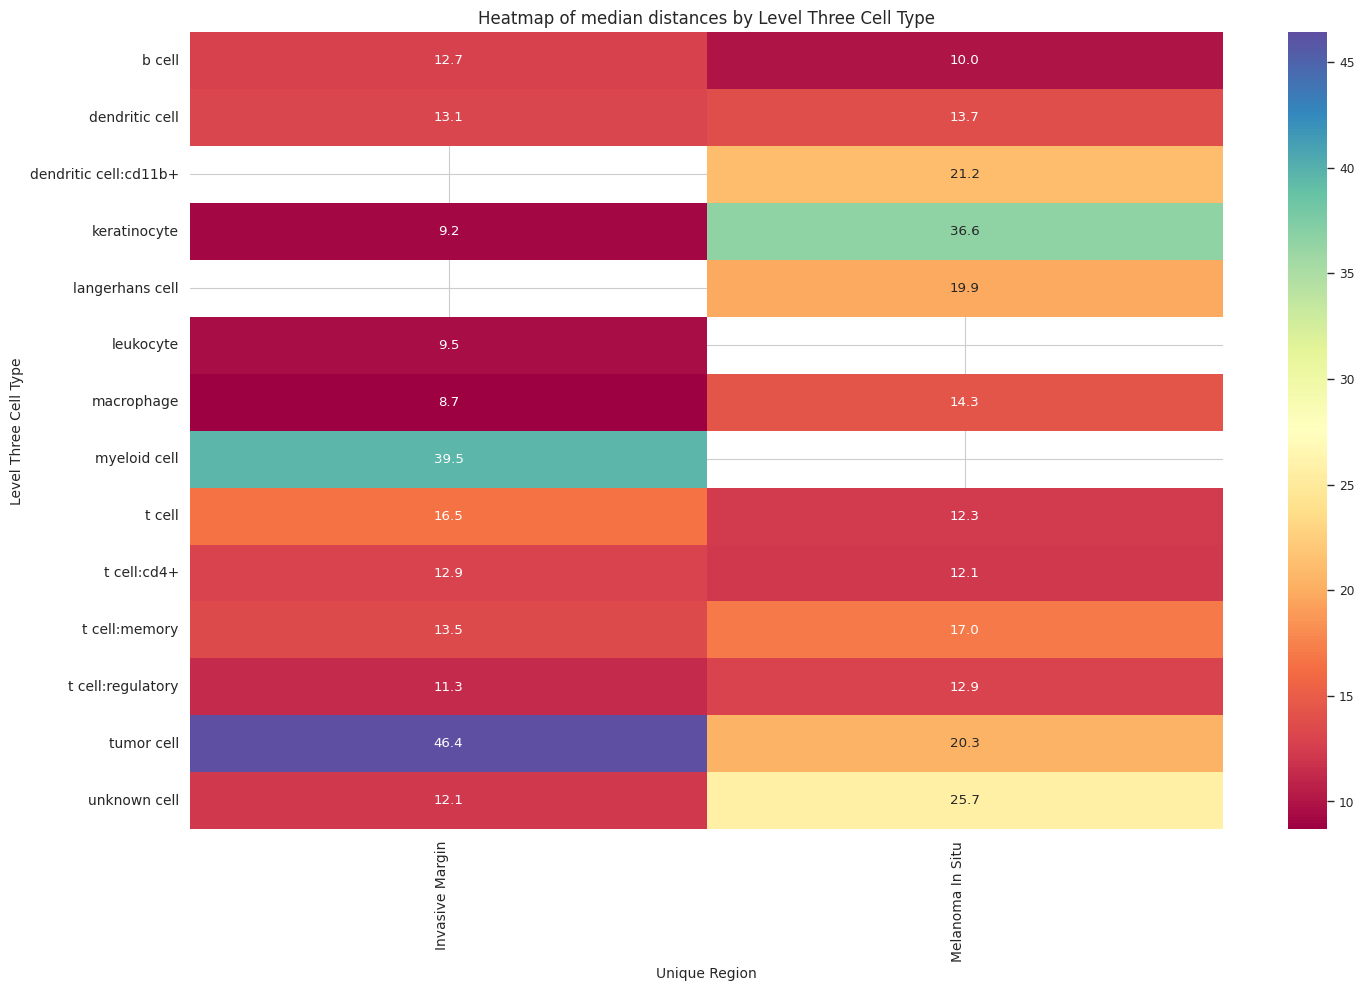 Heatmap of median distances by Level Three Cell Type
b cell 12.7 10.0
dendritic cell 13.1 13.7
dendritic cell:cd11b+ 21.2
keratinocyte 9.2 36.6
langerhans cell 19.9
leukocyte 9.5
macrophage 8.7 14.3
myeloid cell 39.5
t cell 16.5 12.3
t cell:cd4+ 12.9 12.1
t cell:memory 13.5 17.0
t cell:regulatory 11.3 12.9
tumor cell 46.4 20.3
unknown cell 12.1 25.7
Level Three Cell Type
Invasive Margin
Melanoma In Situ
Unique Region
45
40
35
30
25
20
15
10